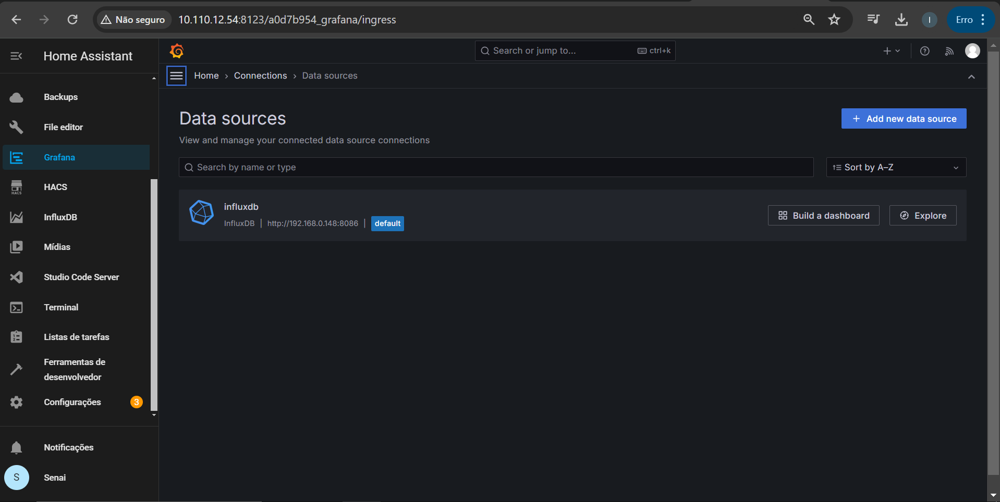 Não seguro
10.110.12.54:8123/a0d7b954_grafana/ingress
I
Erro
Home Assistant
Backups
File editor
Grafana
HACS
HACS
InfluxDB
Mídias
Studio Code Server
Terminal
Listas de tarefas
Ferramentas de
desenvolvedor
Configurações 3
Notificações
S Senai
Search or jump to... ctrl+k
Home › Connections › Data sources
Data sources
Add new data source
View and manage your connected data source connections
Search by name or type
Sort by A–Z
influxdb
InfluxDB | http://192.168.0.148:8086 | default
Build a dashboard
Explore